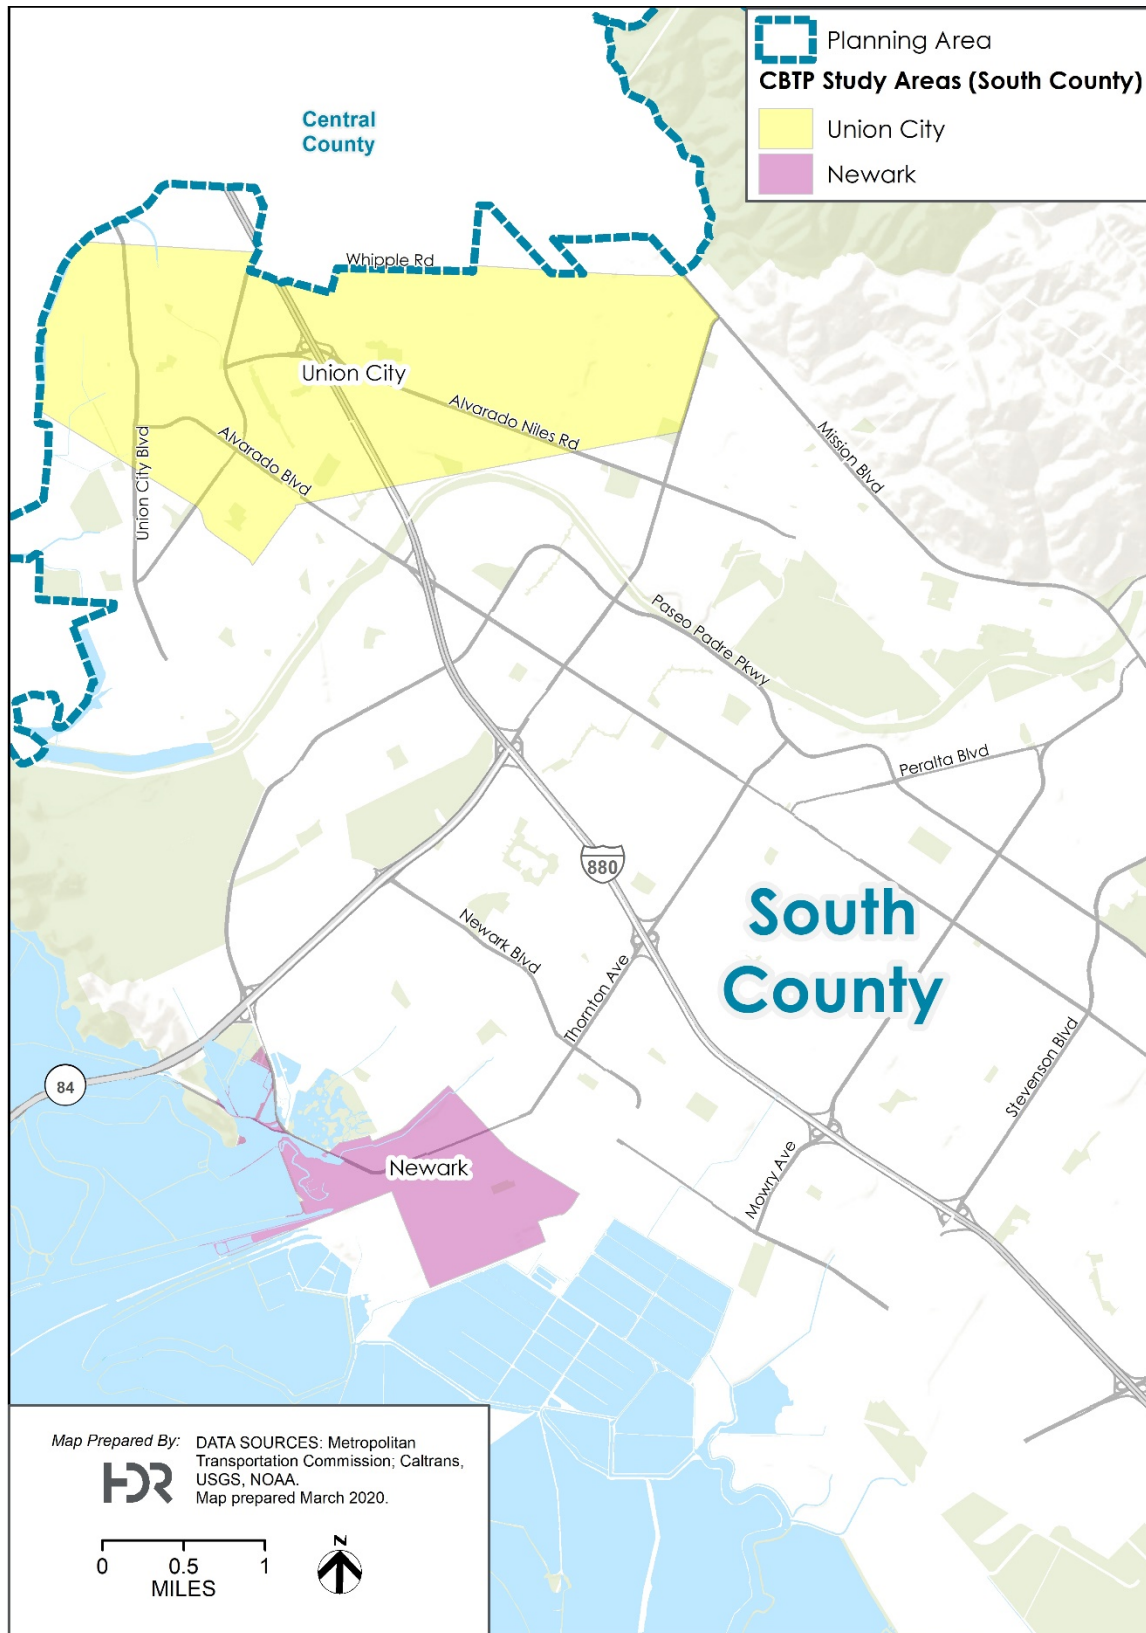 Planning Area
CBTP Study Areas (South County)
Union City
Newark
Central
County
Whipple Rd
Union City
Alvarado Niles Rd
Alvarado Blvd
Union City Blvd
Mission Blvd
Paseo Padre Pkwy
Peralta Blvd
880
South
County
Newark Blvd
Thornton Ave
Stevenson Blvd
84
Mowry Ave
Newark
Map Prepared By:
HDR
DATA SOURCES: Metropolitan
Transportation Commission; Caltrans,
USGS, NOAA.
Map prepared March 2020.
0 0.5 1
MILES
N